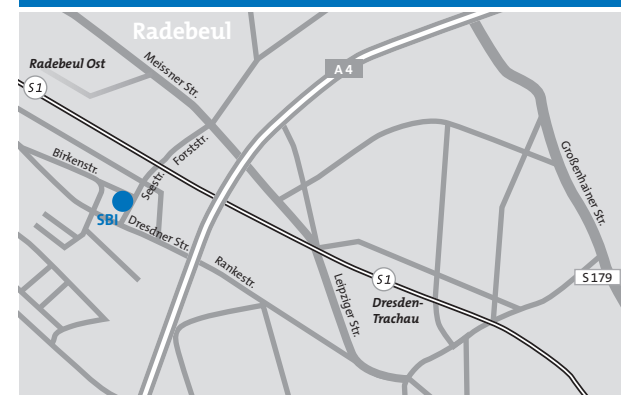 Radebeul
Radebeul Ost
Meissner Str.
A 4
S1
Birkenstr.
Forststr.
Seestr.
Großenhainer Str.
SBI
Dresdner Str.
Rankestr.
S1
S 179
Leipziger Str.
Dresden-
Trachau